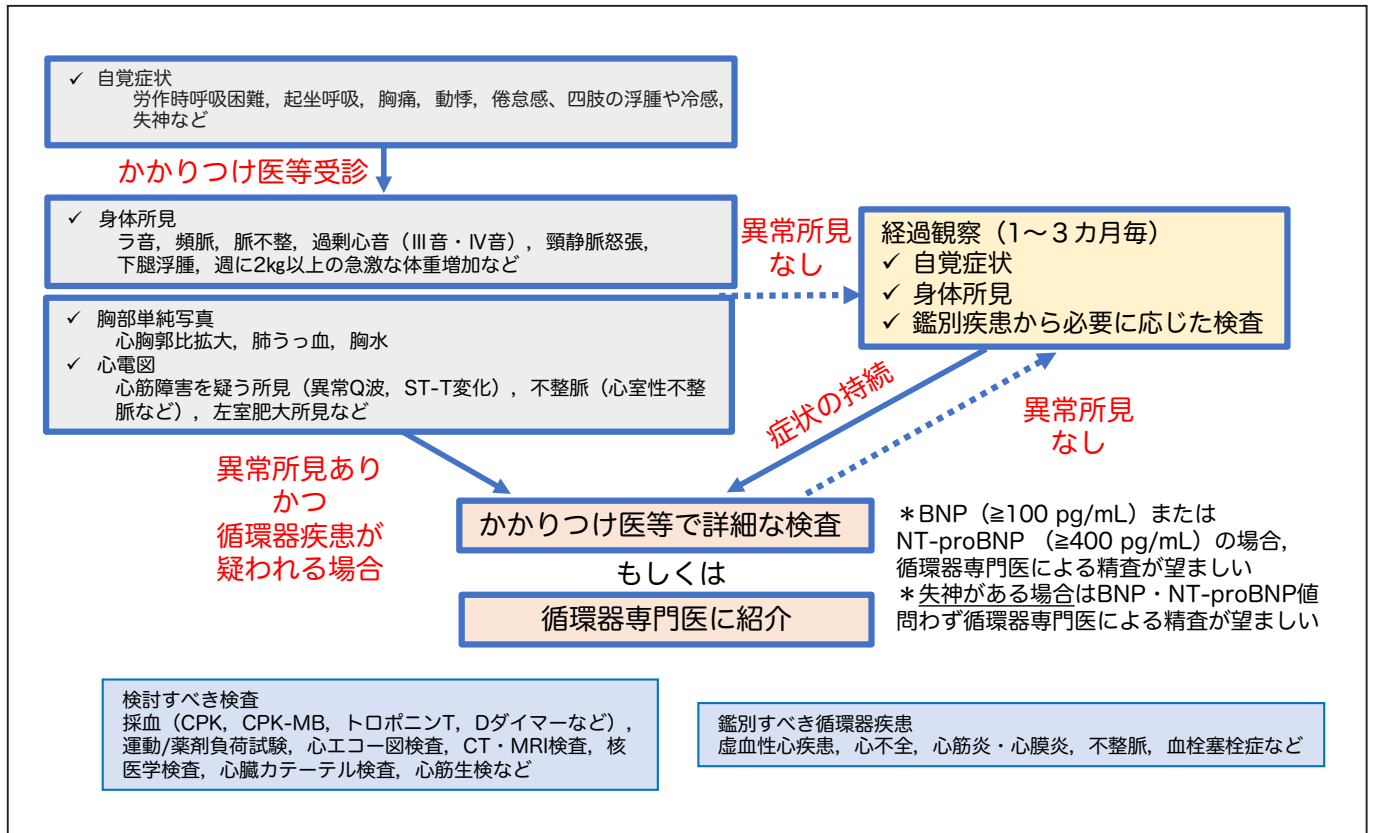 ✓ 自覚症状
労作時呼吸困難，起坐呼吸，胸痛，動悸，倦怠感、四肢の浮腫や冷感，
失神など
かかりつけ医等受診
✓ 身体所見
ラ音，頻脈，脈不整，過剰心音（Ⅲ音・Ⅳ音），頸静脈怒張，
下腿浮腫，週に2㎏以上の急激な体重増加など
✓ 胸部単純写真
心胸郭比拡大，肺うっ血，胸水
✓ 心電図
心筋障害を疑う所見（異常Q波，ST-T変化），不整脈（心室性不整
脈など），左室肥大所見など
異常所見
なし
経過観察（1〜３カ月毎）
✓ 自覚症状
✓ 身体所見
✓ 鑑別疾患から必要に応じた検査
症状の持続
異常所見
なし
異常所見あり
かつ
循環器疾患が
疑われる場合
かかりつけ医等で詳細な検査
もしくは
循環器専門医に紹介
＊BNP（≧100 pg/mL）または
NT-proBNP （≧400 pg/mL）の場合，
循環器専門医による精査が望ましい
＊失神がある場合はBNP・NT-proBNP値
問わず循環器専門医による精査が望ましい
検討すべき検査
採血（CPK，CPK-MB，トロポニンT，Dダイマーなど），
運動/薬剤負荷試験，心エコー図検査，CT・MRI検査，核
医学検査，心臓カテーテル検査，心筋生検など
鑑別すべき循環器疾患
虚血性心疾患，心不全，心筋炎・心膜炎，不整脈，血栓塞栓症など